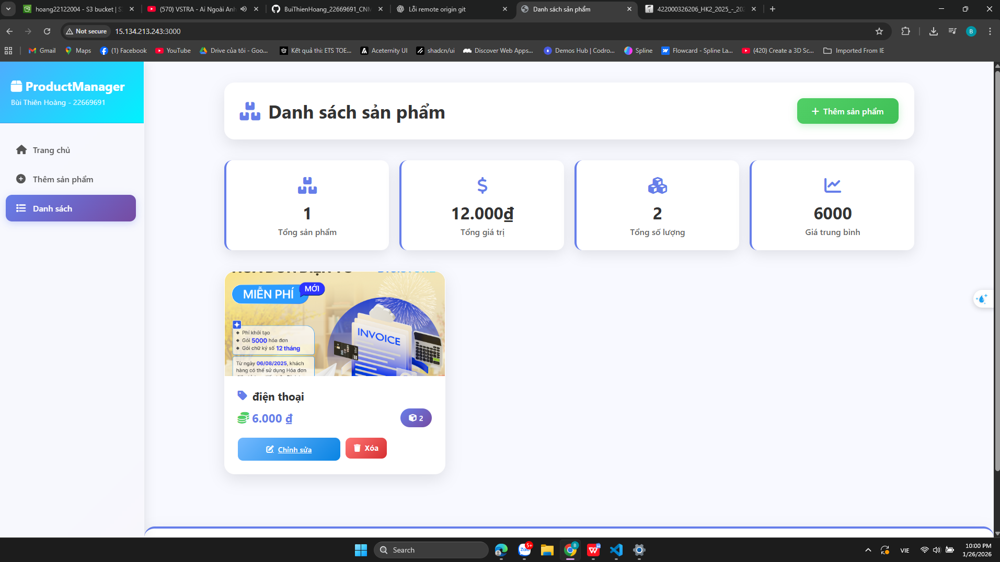 hoang22122004 - S3 bucket | S
(570) VSTRA - Ai Ngoài Anh
BuiThienHoang_22669691_CNM
Lỗi remote origin git
Danh sách sản phẩm
422000326206_HK2_2025_-_202
Not secure
15.134.213.243:3000
B
Gmail
Maps
(1) Facebook
YouTube
Drive của tôi - Goo...
Kết quả thi: ETS TOE...
Aceternity UI
shadcn/ui
Discover Web Apps...
Demos Hub | Codro...
Spline
Flowcard - Spline La...
(420) Create a 3D Sc...
Imported From IE
ProductManager
Bùi Thiên Hoàng - 22669691
Trang chủ
Thêm sản phẩm
Danh sách
Danh sách sản phẩm
Thêm sản phẩm
1
Tổng sản phẩm
12.000₫
Tổng giá trị
2
Tổng số lượng
6000
Giá trung bình
MIỄN PHÍ
MỚI
Phí khởi tạo
Gói 5000 hóa đơn
Gói chữ ký số 12 tháng
Từ ngày 06/08/2025, khách
hàng có thể sử dụng Hóa đơn
INVOICE
điện thoại
6.000 ₫
2
Chỉnh sửa
Xóa
Search
Zalo
5+
B
VIE
10:00 PM
1/26/2026